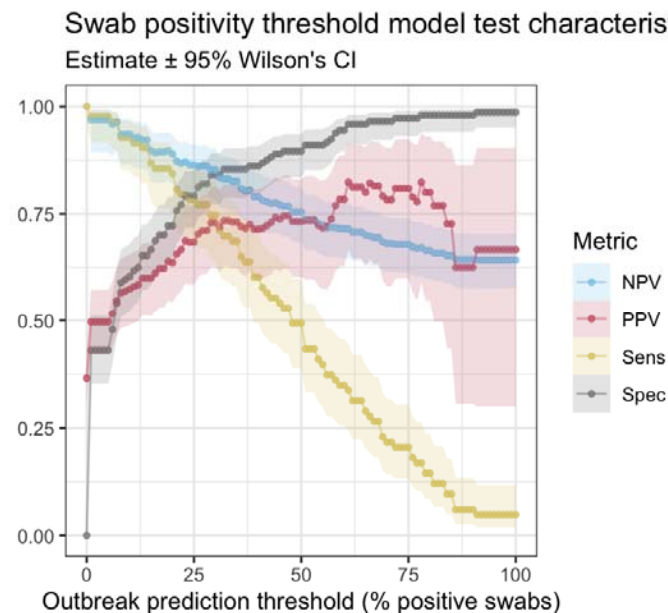 Swab positivity threshold model test characteris
Estimate ± 95% Wilson's CI
1.00
0.75
0.50
0.25
0.00
0
25
50
75
100
Outbreak prediction threshold (% positive swabs)
Metric
NPV
PPV
Sens
Spec